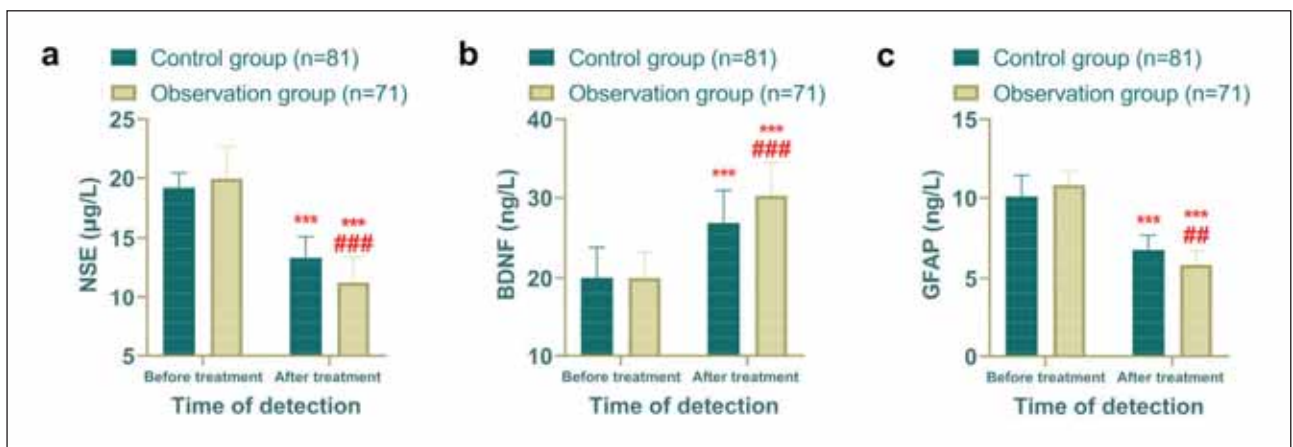 a
Control group (n=81)
Observation group (n=71)
25
20
15
10
5
NSE (µg/L)
***
***
###
Before treatment
After treatment
Time of detection
b
Control group (n=81)
Observation group (n=71)
40
30
20
10
BDNF (ng/L)
***
***
###
Before treatment
After treatment
Time of detection
c
Control group (n=81)
Observation group (n=71)
15
10
5
0
GFAP (ng/L)
***
***
##
Before treatment
After treatment
Time of detection